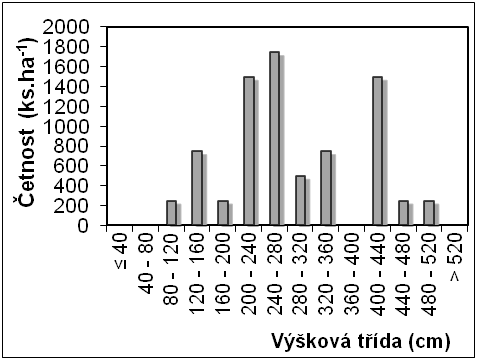 Četnost (ks.ha-1)
2000
1800
1600
1400
1200
1000
800
600
400
200
0
≤ 40
40 - 80
80 - 120
120 - 160
160 - 200
200 - 240
240 - 280
280 - 320
320 - 360
360 - 400
400 - 440
440 - 480
480 - 520
> 520
Výšková třída (cm)